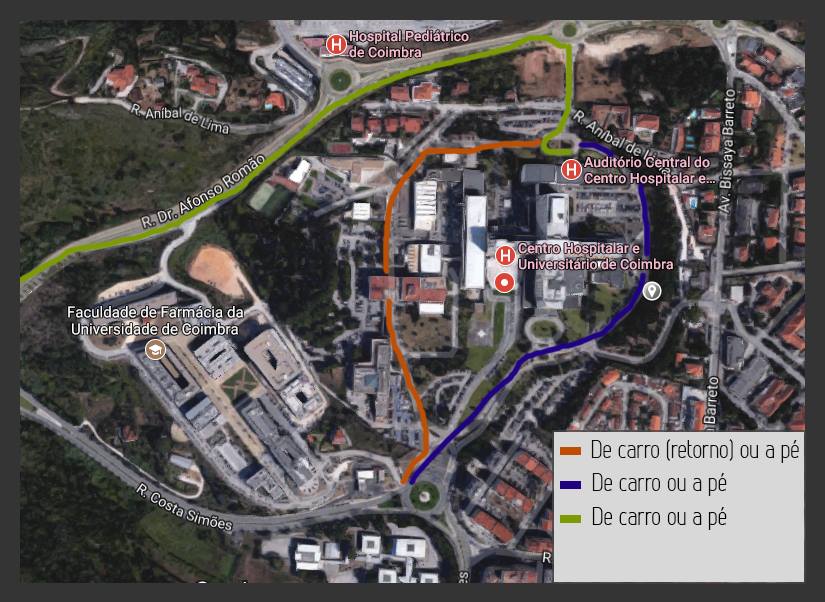 Hospital Pediátrico
de Coimbra
R. Aníbal de Lima
R. Aníbal de Lima
Av. Bissaya Barreto
Auditório Central do
Centro Hospitalar e...
R. Dr. Afonso Romão
Centro Hospitalar e
Universitário de Coimbra
Faculdade de Farmácia da
Universidade de Coimbra
Barreto
De carro (retorno) ou a pé
De carro ou a pé
De carro ou a pé
R. Costa Simões
R
es